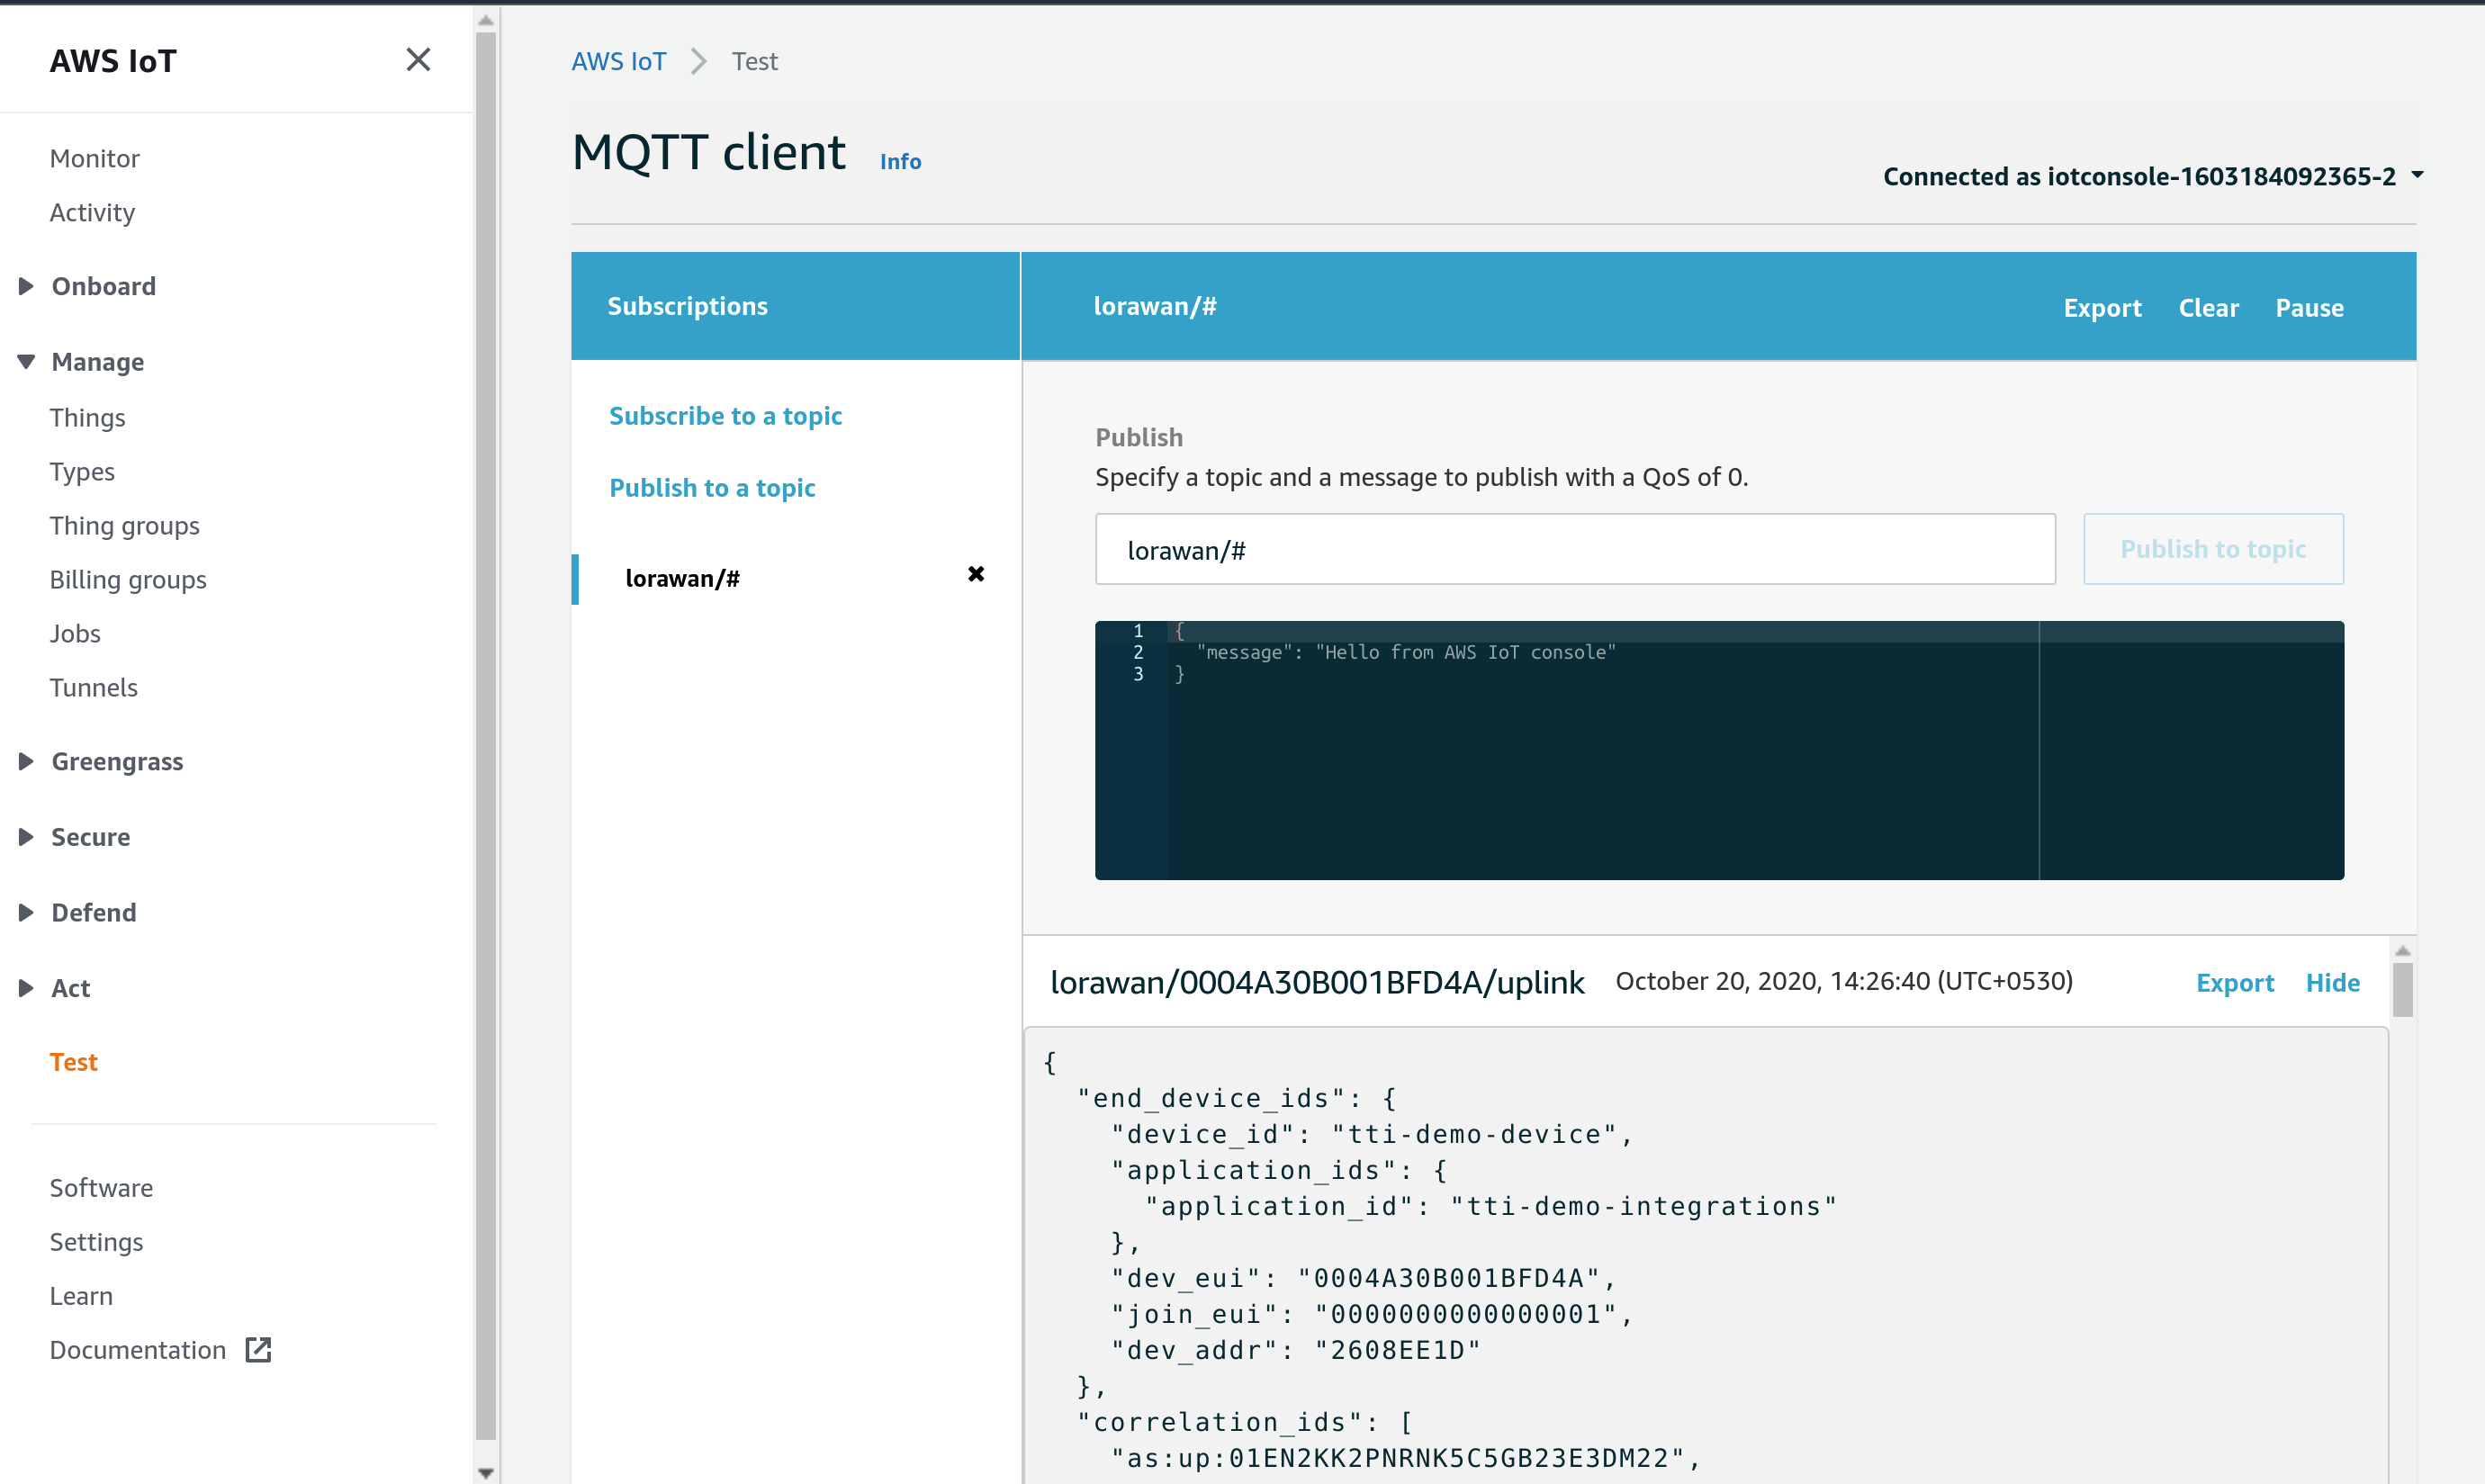 AWS IoT
Monitor
Activity
Onboard
Manage
Things
Types
Thing groups
Billing groups
Jobs
Tunnels
Greengrass
Secure
Defend
Act
Test
Software
Settings
Learn
Documentation
AWS IoT > Test
MQTT client Info
Connected as iotconsole-1603184092365-2
Subscriptions
Subscribe to a topic
Publish to a topic
lorawan/#
lorawan/# Export Clear Pause
Publish
Specify a topic and a message to publish with a QoS of 0.
lorawan/# Publish to topic
1 {
2   "message": "Hello from AWS IoT console"
3 }
lorawan/0004A30B001BFD4A/uplink October 20, 2020, 14:26:40 (UTC+0530) Export Hide
{
  "end_device_ids": {
    "device_id": "tti-demo-device",
    "application_ids": {
      "application_id": "tti-demo-integrations"
    },
    "dev_eui": "0004A30B001BFD4A",
    "join_eui": "0000000000000001",
    "dev_addr": "2608EE1D"
  },
  "correlation_ids": [
    "as:up:01EN2KK2PNRNK5C5GB23E3DM22",